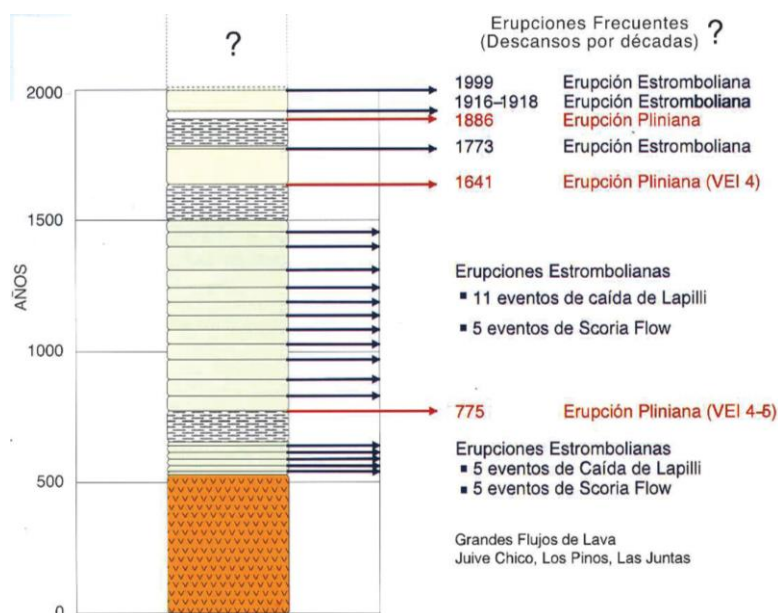 Erupciones Frecuentes
(Descansos por décadas) ?
?
2000
1500
1000
500
0
AÑOS
1999 Erupción Estromboliana
1916–1918 Erupción Estromboliana
1886 Erupción Pliniana
1773 Erupción Estromboliana
1641 Erupción Pliniana (VEI 4)
Erupciones Estrombolianas
▪ 11 eventos de caída de Lapilli
▪ 5 eventos de Scoria Flow
775 Erupción Pliniana (VEI 4-5)
Erupciones Estrombolianas
▪ 5 eventos de Caída de Lapilli
▪ 5 eventos de Scoria Flow
Grandes Flujos de Lava
Juive Chico, Los Pinos, Las Juntas